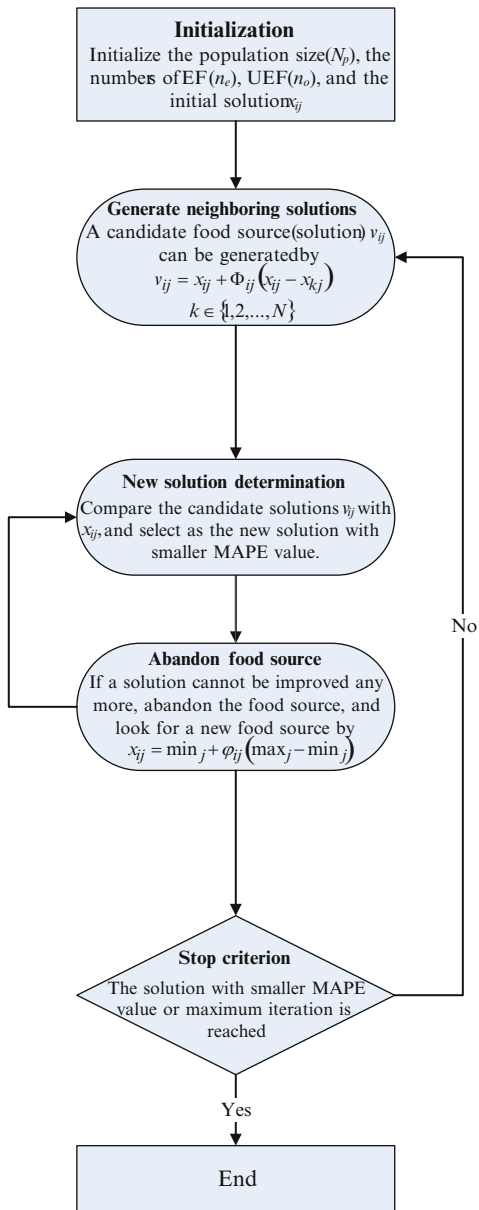 Initialization
Initialize the population size(Nₚ), the
numbers of EF(nₑ), UEF(nₒ), and the
initial solution xᵢⱼ
Generate neighboring solutions
A candidate food source(solution) vᵢⱼ
can be generated by
vᵢⱼ = xᵢⱼ + Φᵢⱼ(xᵢⱼ − xₖⱼ)
k ∈ {1,2,...,N}
New solution determination
Compare the candidate solutions vᵢⱼ with
xᵢⱼ, and select as the new solution with
smaller MAPE value.
Abandon food source
If a solution cannot be improved any
more, abandon the food source, and
look for a new food source by
xᵢⱼ = minⱼ + φᵢⱼ(maxⱼ − minⱼ)
No
Stop criterion
The solution with smaller MAPE
value or maximum iteration is
reached
Yes
End